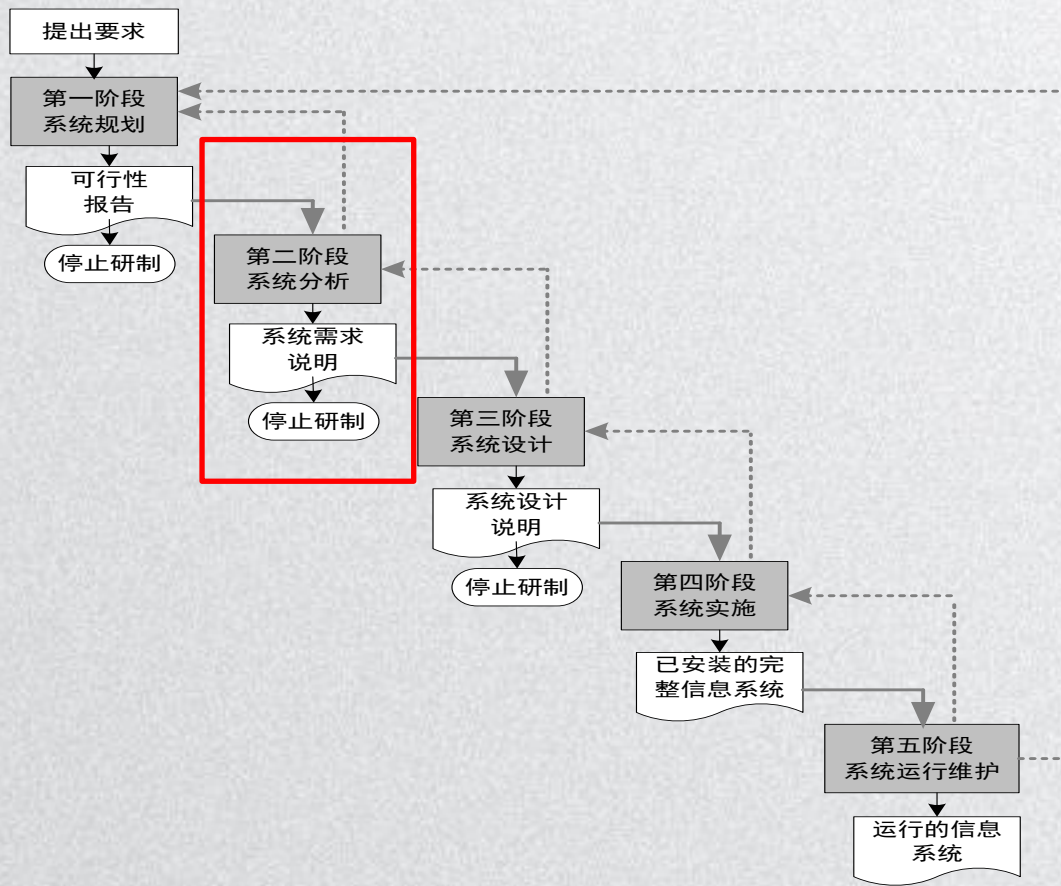 提出要求
第一阶段
系统规划
可行性
报告
停止研制
第二阶段
系统分析
系统需求
说明
停止研制
第三阶段
系统设计
系统设计
说明
停止研制
第四阶段
系统实施
已安装的完
整信息系统
第五阶段
系统运行维护
运行的信息
系统